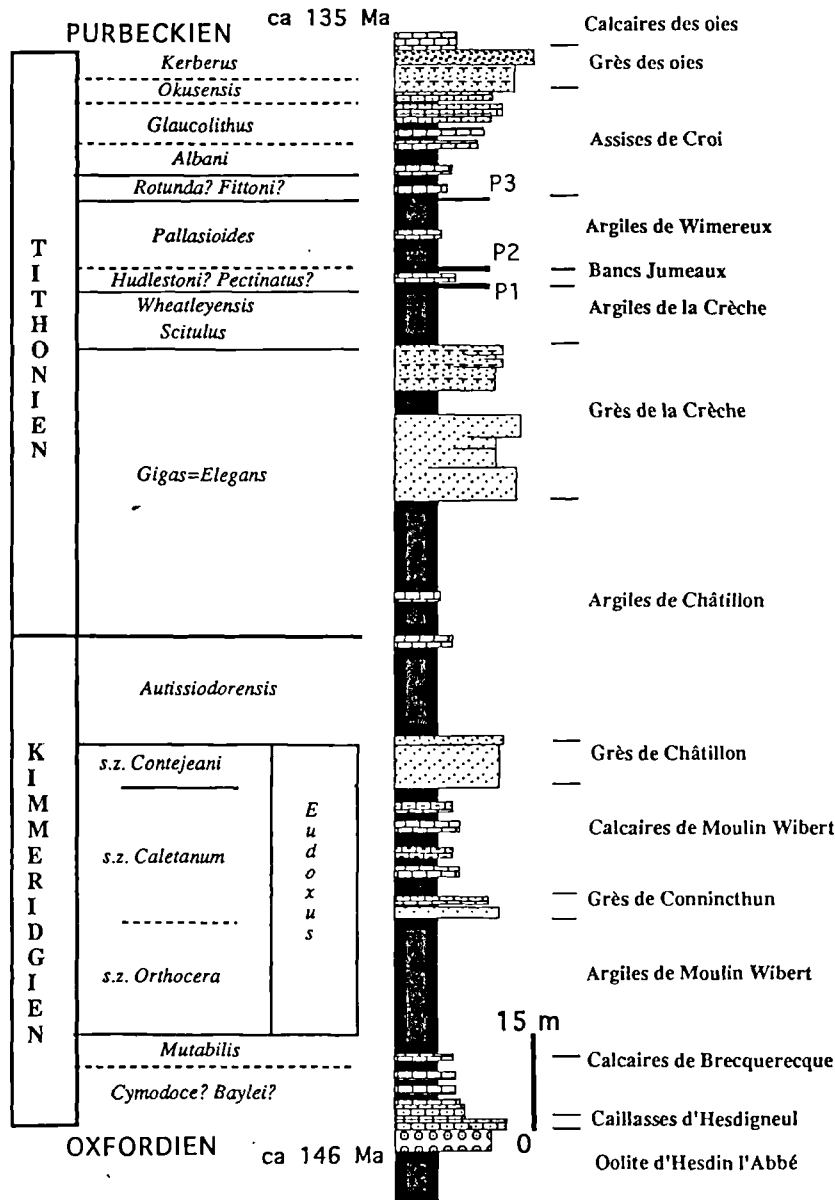 ca 135 Ma
PURBECKIEN
TITHONIEN
KIMMERIDGIEN
OXFORDIEN
ca 146 Ma
Kerberus
Okusensis
Glaucolithus
Albani
Rotunda? Fittoni?
Pallasioides
Hudlestoni? Pectinatus?
Wheatleyensis
Scitulus
Gigas=Elegans
Autissiodorensis
s.z. Contejeani
s.z. Caletanum
s.z. Orthocera
Eudoxus
Mutabilis
Cymodoce? Baylei?
P3
P2
P1
15 m
0
Calcaires des oies
Grès des oies
Assises de Croi
Argiles de Wimereux
Bancs Jumeaux
Argiles de la Crèche
Grès de la Crèche
Argiles de Châtillon
Grès de Châtillon
Calcaires de Moulin Wibert
Grès de Connincthun
Argiles de Moulin Wibert
Calcaires de Brecquerecque
Caillasses d'Hesdigneul
Oolite d'Hesdin l'Abbé